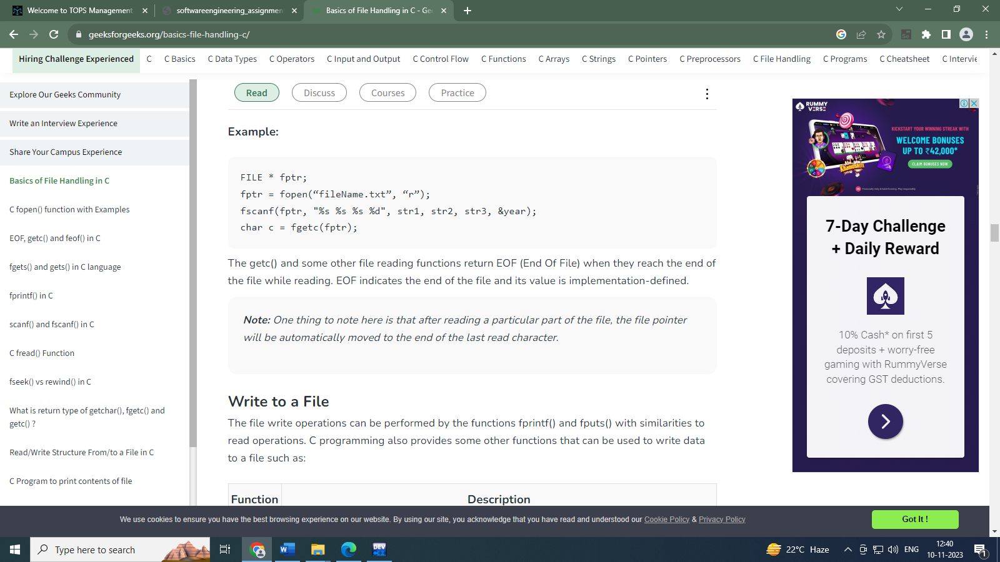 Welcome to TOPS Management
softwareengineering_assignmen
Basics of File Handling in C - Ge
geeksforgeeks.org/basics-file-handling-c/
Hiring Challenge Experienced C C Basics C Data Types C Operators C Input and Output C Control Flow C Functions C Arrays C Strings C Pointers C Preprocessors C File Handling C Programs C Cheatsheet C Intervie
Explore Our Geeks Community
Write an Interview Experience
Share Your Campus Experience
Basics of File Handling in C
C fopen() function with Examples
EOF, getc() and feof() in C
fgets() and gets() in C language
fprintf() in C
scanf() and fscanf() in C
C fread() Function
fseek() vs rewind() in C
What is return type of getchar(), fgetc() and
getc() ?
Read/Write Structure From/to a File in C
C Program to print contents of file
Read Discuss Courses Practice
Example:
FILE * fptr;
fptr = fopen(“fileName.txt”, “r”);
fscanf(fptr, "%s %s %s %d", str1, str2, str3, &year);
char c = fgetc(fptr);
The getc() and some other file reading functions return EOF (End Of File) when they reach the end of
the file while reading. EOF indicates the end of the file and its value is implementation-defined.
Note: One thing to note here is that after reading a particular part of the file, the file pointer
will be automatically moved to the end of the last read character.
Write to a File
The file write operations can be performed by the functions fprintf() and fputs() with similarities to
read operations. C programming also provides some other functions that can be used to write data
to a file such as:
Function Description
RUMMY
VERSE
KICKSTART YOUR WINNING STREAK WITH
WELCOME BONUSES
UP TO ₹42,000*
CLAIM BONUSES NOW
7-Day Challenge
+ Daily Reward
10% Cash* on first 5
deposits + worry-free
gaming with RummyVerse
covering GST deductions.
We use cookies to ensure you have the best browsing experience on our website. By using our site, you acknowledge that you have read and understood our Cookie Policy & Privacy Policy
Got It !
Type here to search
DEV
22°C Haze
ENG
12:40
10-11-2023
1